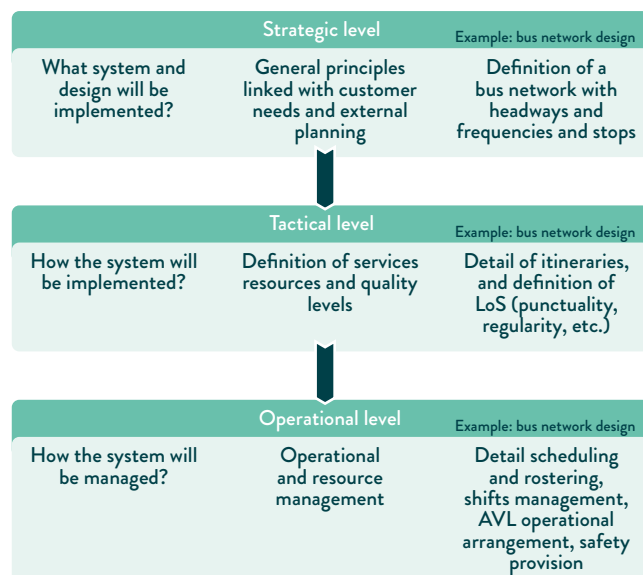 Strategic level
Example: bus network design
What system and
design will be
implemented?
General principles
linked with customer
needs and external
planning
Definition of a
bus network with
headways and
frequencies and stops
Tactical level
Example: bus network design
How the system will
be implemented?
Definition of services
resources and quality
levels
Detail of itineraries,
and definition of
LoS (punctuality,
regularity, etc.)
Operational level
Example: bus network design
How the system will
be managed?
Operational
and resource
management
Detail scheduling
and rostering,
shifts management,
AVL operational
arrangement, safety
provision